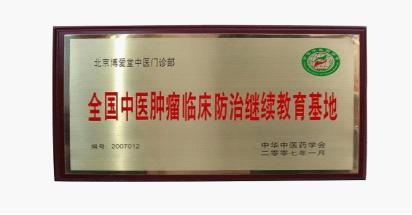 北京博爱堂中医门诊部
全国中医肿瘤临床防治继续教育基地
编号：2007012
中华中医药学会
二零零七年一月